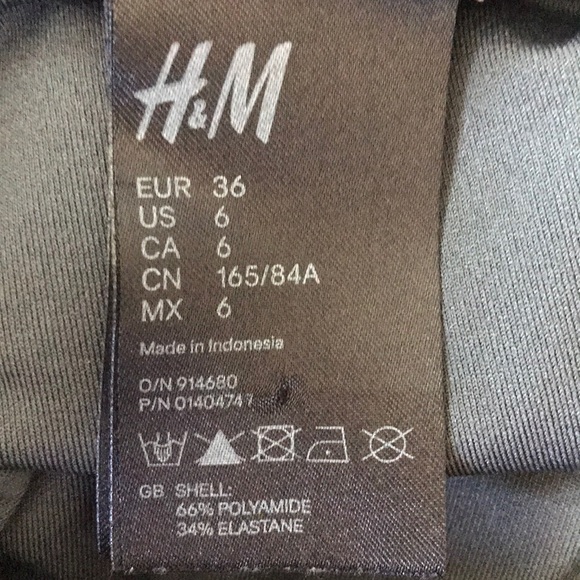 H&M
EUR 36
US 6
CA 6
CN 165/84A
MX 6
Made in Indonesia
O/N 914680
P/N 01404747
GB SHELL:
66% POLYAMIDE
34% ELASTANE